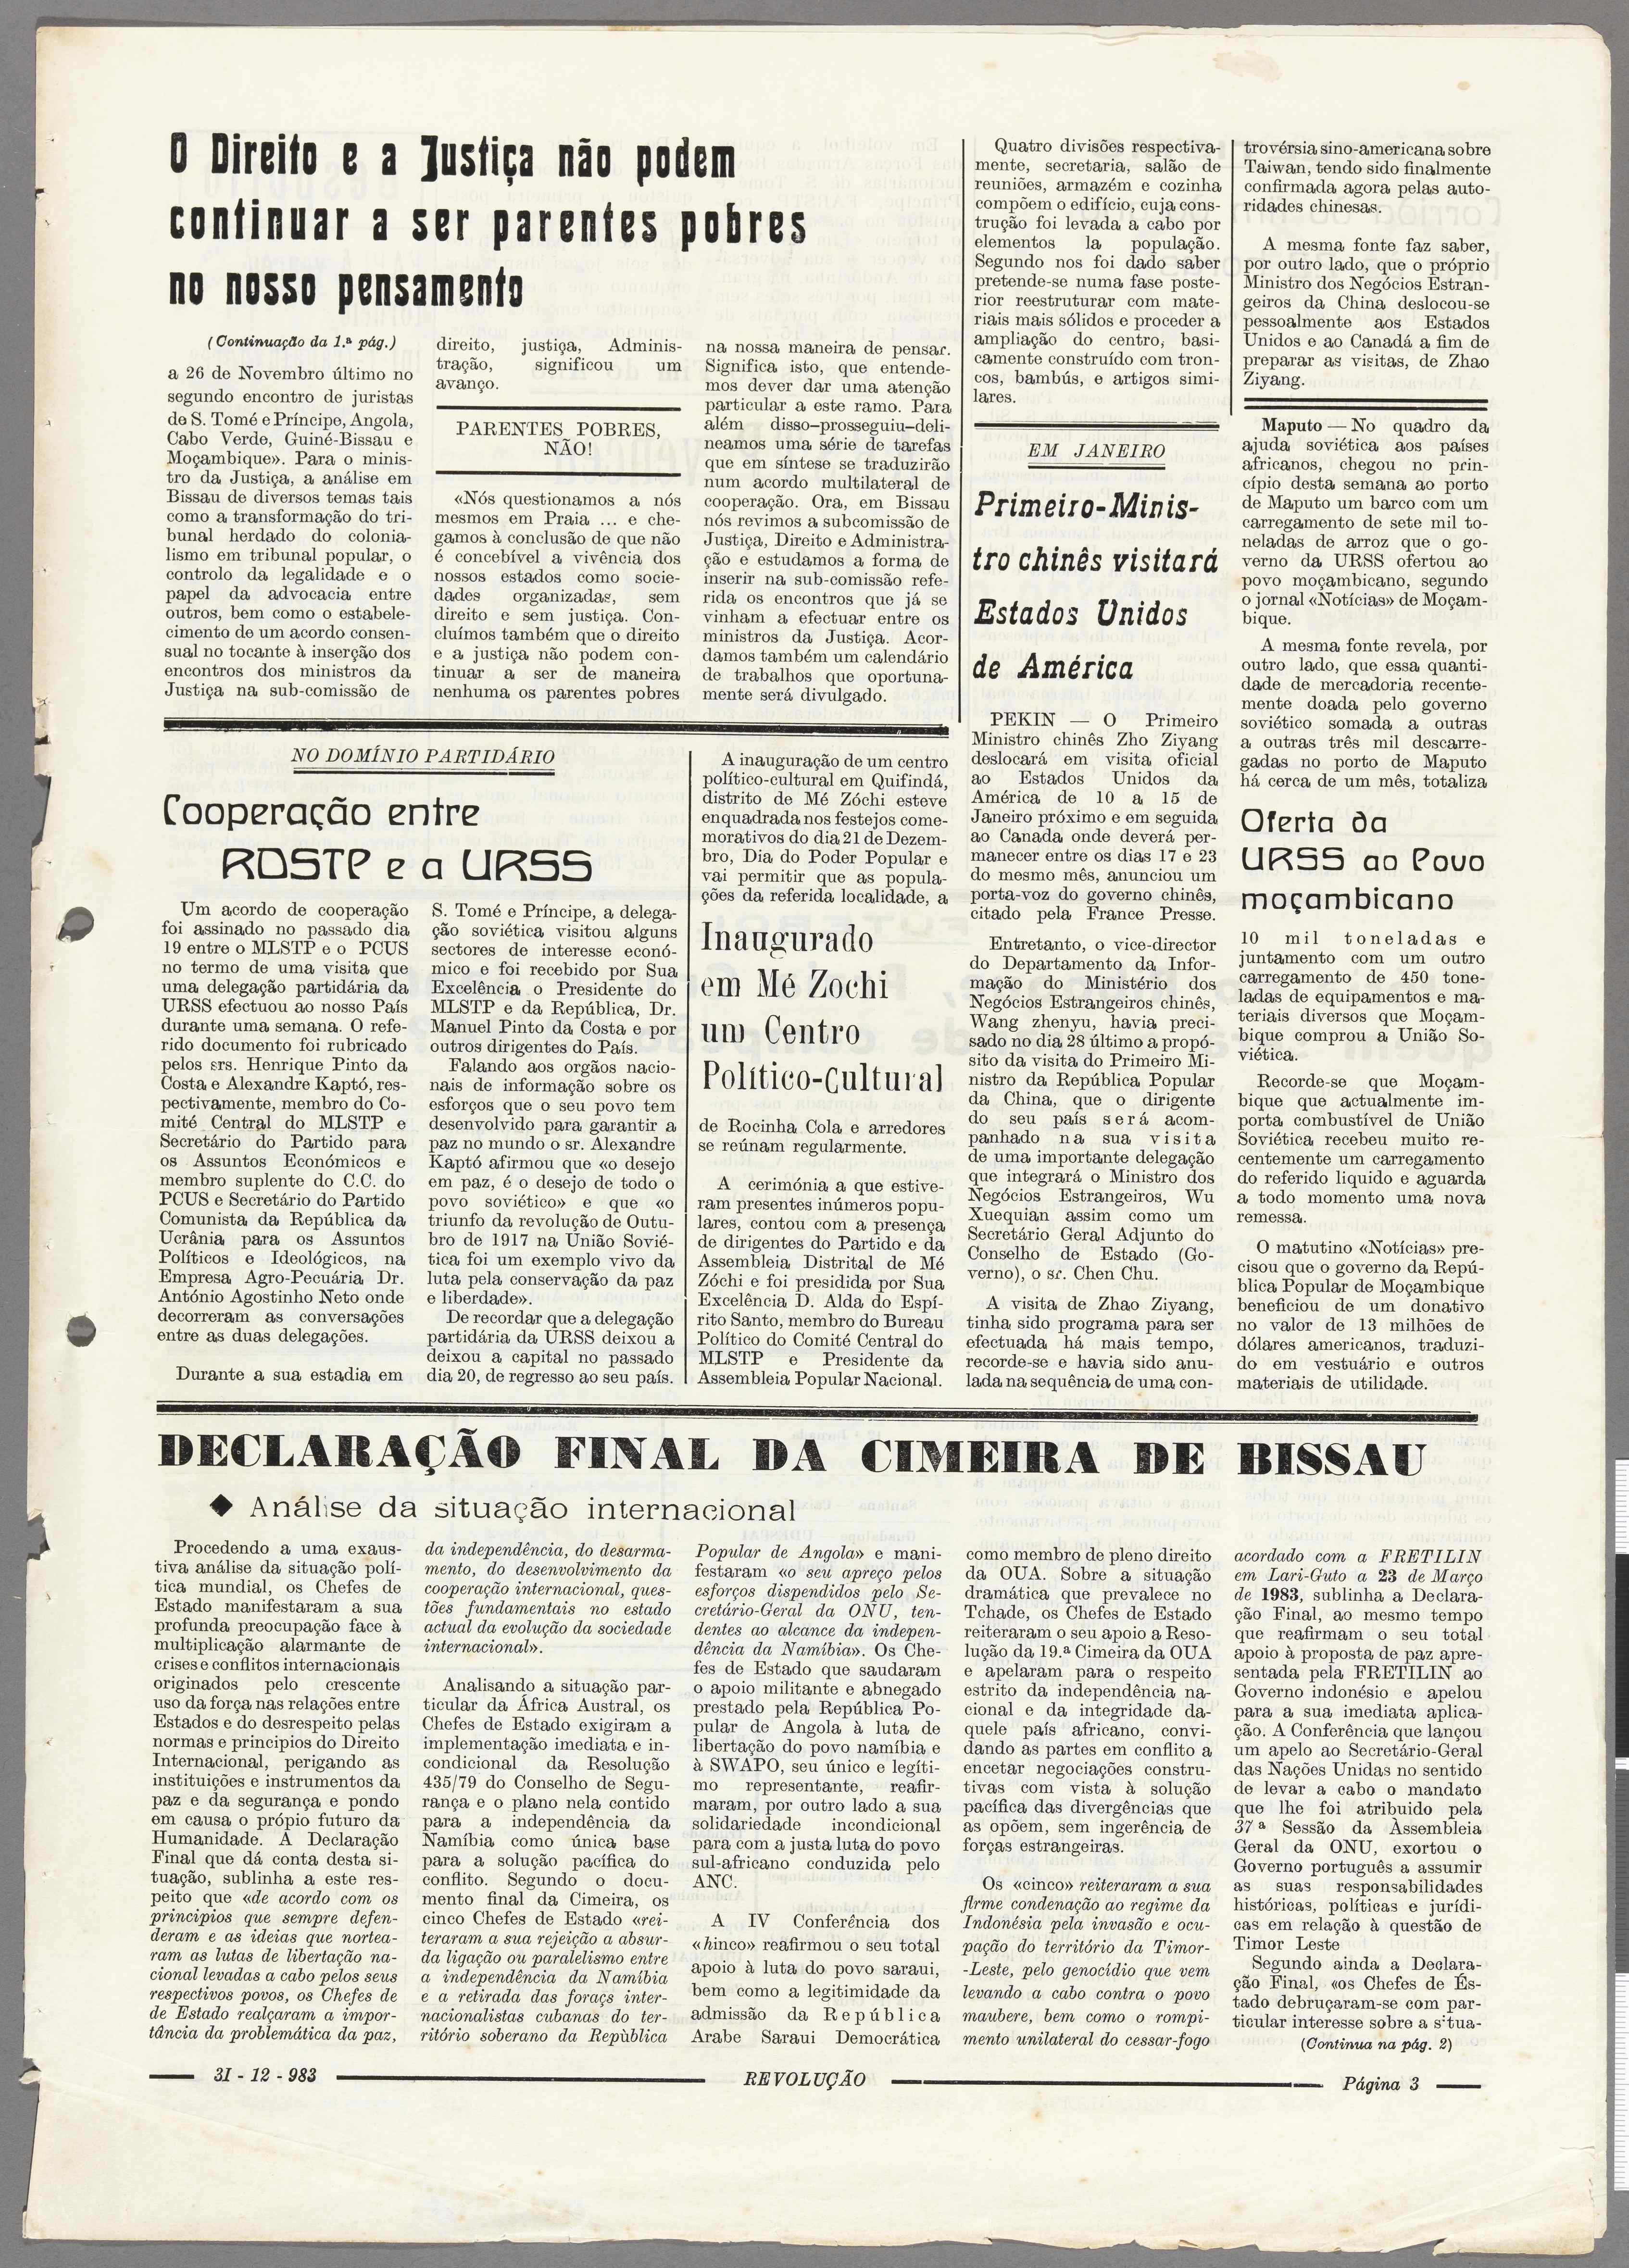 O Direito e a Justiça não podem
continuar a ser parentes pobres
no nosso pensamento
(Continuação da 1.ª pág.)
a 26 de Novembro último no
segundo encontro de juristas
de S. Tomé e Príncipe, Angola,
Cabo Verde, Guiné-Bissau e
Moçambique». Para o minis-
tro da Justiça, a análise em
Bissau de diversos temas tais
como a transformação do tri-
bunal herdado do colonia-
lismo em tribunal popular, o
controlo da legalidade e o
papel da advocacia entre
outros, bem como o estabele-
cimento de um acordo consen-
sual no tocante à inserção dos
encontros dos ministros da
Justiça na sub-comissão de
direito, justiça, Adminis-
tração, significou um
avanço.
PARENTES POBRES,
NÃO!
«Nós questionamos a nós
mesmos em Praia ... e che-
gamos à conclusão de que não
é concebível a vivência dos
nossos estados como socie-
dades organizadas, sem
direito e sem justiça. Con-
cluímos também que o direito
e a justiça não podem con-
tinuar a ser de maneira
nenhuma os parentes pobres
na nossa maneira de pensar.
Significa isto, que entende-
mos dever dar uma atenção
particular a este ramo. Para
além disso—prosseguiu—deli-
neamos uma série de tarefas
que em síntese se traduzirão
num acordo multilateral de
cooperação. Ora, em Bissau
nós revimos a subcomissão de
Justiça, Direito e Administra-
ção e estudamos a forma de
inserir na sub-comissão refe-
rida os encontros que já se
vinham a efectuar entre os
ministros da Justiça. Acor-
damos também um calendário
de trabalhos que oportuna-
mente será divulgado.
NO DOMÍNIO PARTIDÁRIO
Cooperação entre
RDSTP e a URSS
Um acordo de cooperação
foi assinado no passado dia
19 entre o MLSTP e o PCUS
no termo de uma visita que
uma delegação partidária da
URSS efectuou ao nosso País
durante uma semana. O refe-
rido documento foi rubricado
pelos srs. Henrique Pinto da
Costa e Alexandre Kaptó, res-
pectivamente, membro do Co-
mité Central do MLSTP e
Secretário do Partido para
os Assuntos Económicos e
membro suplente do C.C. do
PCUS e Secretário do Partido
Comunista da República da
Ucrânia para os Assuntos
Políticos e Ideológicos, na
Empresa Agro-Pecuária Dr.
António Agostinho Neto onde
decorreram as conversações
entre as duas delegações.
Durante a sua estadia em
S. Tomé e Príncipe, a delega-
ção soviética visitou alguns
sectores de interesse econó-
mico e foi recebido por Sua
Excelência o Presidente do
MLSTP e da República, Dr.
Manuel Pinto da Costa e por
outros dirigentes do País.
Falando aos orgãos nacio-
nais de informação sobre os
esforços que o seu povo tem
desenvolvido para garantir a
paz no mundo o sr. Alexandre
Kaptó afirmou que «o desejo
em paz, é o desejo de todo o
povo soviético» e que «o
triunfo da revolução de Outu-
bro de 1917 na União Sovié-
tica foi um exemplo vivo da
luta pela conservação da paz
e liberdade».
De recordar que a delegação
partidária da URSS deixou a
deixou a capital no passado
dia 20, de regresso ao seu país.
A inauguração de um centro
político-cultural em Quifindá,
distrito de Mé Zóchi esteve
enquadrada nos festejos come-
morativos do dia 21 de Dezem-
bro, Dia do Poder Popular e
vai permitir que as popula-
ções da referida localidade, a
Inaugurado
em Mé Zochi
um Centro
Político-Cultural
de Rocinha Cola e arredores
se reúnam regularmente.
A cerimónia a que estive-
ram presentes inúmeros popu-
lares, contou com a presença
de dirigentes do Partido e da
Assembleia Distrital de Mé
Zóchi e foi presidida por Sua
Excelência D. Alda do Espí-
rito Santo, membro do Bureau
Político do Comité Central do
MLSTP e Presidente da
Assembleia Popular Nacional.
Quatro divisões respectiva-
mente, secretaria, salão de
reuniões, armazém e cozinha
compõem o edifício, cuja cons-
trução foi levada a cabo por
elementos la população.
Segundo nos foi dado saber
pretende-se numa fase poste-
rior reestruturar com mate-
riais mais sólidos e proceder a
ampliação do centro, basi-
camente construído com tron-
cos, bambús, e artigos simi-
lares.
EM JANEIRO
Primeiro-Minis-
tro chinês visitará
Estados Unidos
de América
PEKIN — O Primeiro
Ministro chinês Zho Ziyang
deslocará em visita oficial
ao Estados Unidos da
América de 10 a 15 de
Janeiro próximo e em seguida
ao Canada onde deverá per-
manecer entre os dias 17 e 23
do mesmo mês, anunciou um
porta-voz do governo chinês,
citado pela France Presse.
Entretanto, o vice-director
do Departamento da Infor-
mação do Ministério dos
Negócios Estrangeiros chinês,
Wang zhenyu, havia preci-
sado no dia 28 último a propó-
sito da visita do Primeiro Mi-
nistro da República Popular
da China, que o dirigente
do seu país será acom-
panhado na sua visita
de uma importante delegação
que integrará o Ministro dos
Negócios Estrangeiros, Wu
Xuequian assim como um
Secretário Geral Adjunto do
Conselho de Estado (Go-
verno), o sr. Chen Chu.
A visita de Zhao Ziyang,
tinha sido programa para ser
efectuada há mais tempo,
recorde-se e havia sido anu-
lada na sequência de uma con-
trovérsia sino-americana sobre
Taiwan, tendo sido finalmente
confirmada agora pelas auto-
ridades chinesas.
A mesma fonte faz saber,
por outro lado, que o próprio
Ministro dos Negócios Estran-
geiros da China deslocou-se
pessoalmente aos Estados
Unidos e ao Canadá a fim de
preparar as visitas, de Zhao
Ziyang.
Maputo — No quadro da
ajuda soviética aos países
africanos, chegou no prin-
cípio desta semana ao porto
de Maputo um barco com um
carregamento de sete mil to-
neladas de arroz que o go-
verno da URSS ofertou ao
povo moçambicano, segundo
o jornal «Notícias» de Moçam-
bique.
A mesma fonte revela, por
outro lado, que essa quanti-
dade de mercadoria recente-
mente doada pelo governo
soviético somada a outras
a outras três mil descarre-
gadas no porto de Maputo
há cerca de um mês, totaliza
Oferta da
URSS ao Povo
moçambicano
10 mil toneladas e
juntamento com um outro
carregamento de 450 tone-
ladas de equipamentos e ma-
teriais diversos que Moçam-
bique comprou a União So-
viética.
Recorde-se que Moçam-
bique que actualmente im-
porta combustível de União
Soviética recebeu muito re-
centemente um carregamento
do referido liquido e aguarda
a todo momento uma nova
remessa.
O matutino «Notícias» pre-
cisou que o governo da Repú-
blica Popular de Moçambique
beneficiou de um donativo
no valor de 13 milhões de
dólares americanos, traduzi-
do em vestuário e outros
materiais de utilidade.
DECLARAÇÃO FINAL DA CIMEIRA DE BISSAU
◆ Análise da situação internacional
Procedendo a uma exaus-
tiva análise da situação polí-
tica mundial, os Chefes de
Estado manifestaram a sua
profunda preocupação face à
multiplicação alarmante de
crises e conflitos internacionais
originados pelo crescente
uso da força nas relações entre
Estados e do desrespeito pelas
normas e principios do Direito
Internacional, perigando as
instituições e instrumentos da
paz e da segurança e pondo
em causa o própio futuro da
Humanidade. A Declaração
Final que dá conta desta si-
tuação, sublinha a este res-
peito que «de acordo com os
principios que sempre defen-
deram e as ideias que nortea-
ram as lutas de libertação na-
cional levadas a cabo pelos seus
respectivos povos, os Chefes de
de Estado realçaram a impor-
tância da problemática da paz,
da independência, do desarma-
mento, do desenvolvimento da
cooperação internacional, ques-
tões fundamentais no estado
actual da evolução da sociedade
internacional».
Analisando a situação par-
ticular da África Austral, os
Chefes de Estado exigiram a
implementação imediata e in-
condicional da Resolução
435/79 do Conselho de Segu-
rança e o plano nela contido
para a independência da
Namíbia como única base
para a solução pacífica do
conflito. Segundo o docu-
mento final da Cimeira, os
cinco Chefes de Estado «rei-
teraram a sua rejeição a absur-
da ligação ou paralelismo entre
a independência da Namíbia
e a retirada das foraçs inter-
nacionalistas cubanas do ter-
ritório soberano da Repùblica
Popular de Angola» e mani-
festaram «o seu apreço pelos
esforços dispendidos pelo Se-
cretário-Geral da ONU, ten-
dentes ao alcance da indepen-
dência da Namíbia». Os Che-
fes de Estado que saudaram
o apoio militante e abnegado
prestado pela República Po-
pular de Angola à luta de
libertação do povo namíbia e
à SWAPO, seu único e legíti-
mo representante, reafir-
maram, por outro lado a sua
solidariedade incondicional
para com a justa luta do povo
sul-africano conduzida pelo
ANC.
A IV Conferência dos
«hinco» reafirmou o seu total
apoio à luta do povo saraui,
bem como a legitimidade da
admissão da República
Arabe Saraui Democrática
como membro de pleno direito
da OUA. Sobre a situação
dramática que prevalece no
Tchade, os Chefes de Estado
reiteraram o seu apoio a Reso-
lução da 19.ª Cimeira da OUA
e apelaram para o respeito
estrito da independência na-
cional e da integridade da-
quele país africano, convi-
dando as partes em conflito a
encetar negociações constru-
tivas com vista à solução
pacífica das divergências que
as opõem, sem ingerência de
forças estrangeiras.
Os «cinco» reiteraram a sua
firme condenação ao regime da
Indonésia pela invasão e ocu-
pação do território da Timor-
-Leste, pelo genocídio que vem
levando a cabo contra o povo
maubere, bem como o rompi-
mento unilateral do cessar-fogo
acordado com a FRETILIN
em Lari-Guto a 23 de Março
de 1983, sublinha a Declara-
ção Final, ao mesmo tempo
que reafirmam o seu total
apoio à proposta de paz apre-
sentada pela FRETILIN ao
Governo indonésio e apelou
para a sua imediata aplica-
ção. A Conferência que lançou
um apelo ao Secretário-Geral
das Nações Unidas no sentido
de levar a cabo o mandato
que lhe foi atribuido pela
37ª Sessão da Assembleia
Geral da ONU, exortou o
Governo português a assumir
as suas responsabilidades
históricas, políticas e jurídi-
cas em relação à questão de
Timor Leste
Segundo ainda a Declara-
ção Final, «os Chefes de És-
tado debruçaram-se com par-
ticular interesse sobre a situa-
(Continua na pág. 2)
31 - 12 - 983
REVOLUÇÃO
Página 3